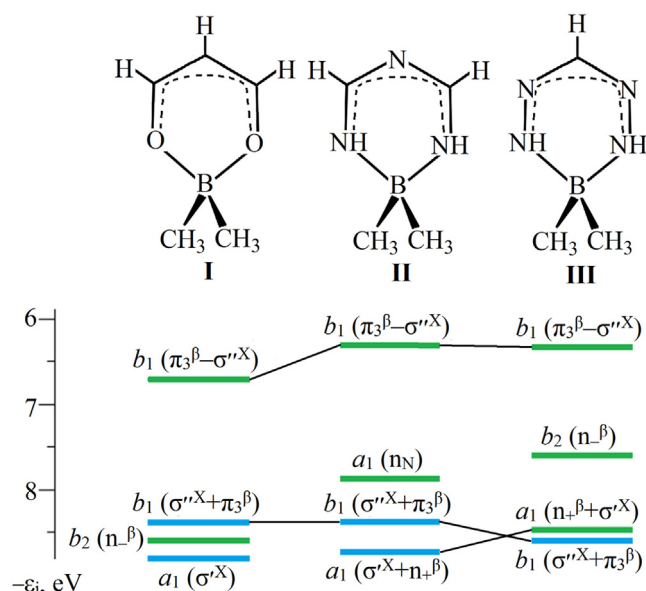 H
H H
O O
B
CH₃ CH₃
I
N
H H
NH NH
B
CH₃ CH₃
II
H
N N
NH NH
B
CH₃ CH₃
III
6
7
8
−εᵢ, eV
b₁ (π₃ᵝ–σ''ˣ)
b₁ (σ''ˣ+π₃ᵝ)
b₂ (n₋ᵝ)
a₁ (σ'ˣ)
b₁ (π₃ᵝ–σ''ˣ)
a₁ (n_N)
b₁ (σ''ˣ+π₃ᵝ)
a₁ (σ'ˣ+n₊ᵝ)
b₁ (π₃ᵝ–σ''ˣ)
b₂ (n₋ᵝ)
a₁ (n₊ᵝ+σ'ˣ)
b₁ (σ''ˣ+π₃ᵝ)